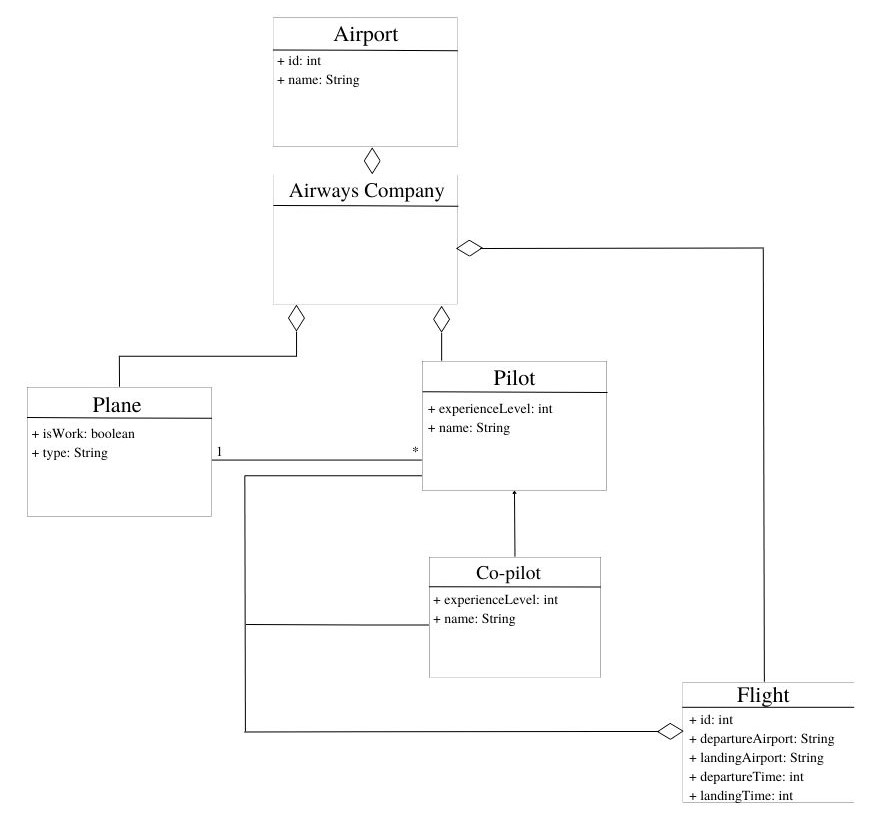 Airport
+ id: int
+ name: String
Airways Company
Pilot
+ experienceLevel: int
+ name: String
Plane
+ isWork: boolean
+ type: String
1
*
Co-pilot
+ experienceLevel: int
+ name: String
Flight
+ id: int
+ departureAirport: String
+ landingAirport: String
+ departureTime: int
+ landingTime: int